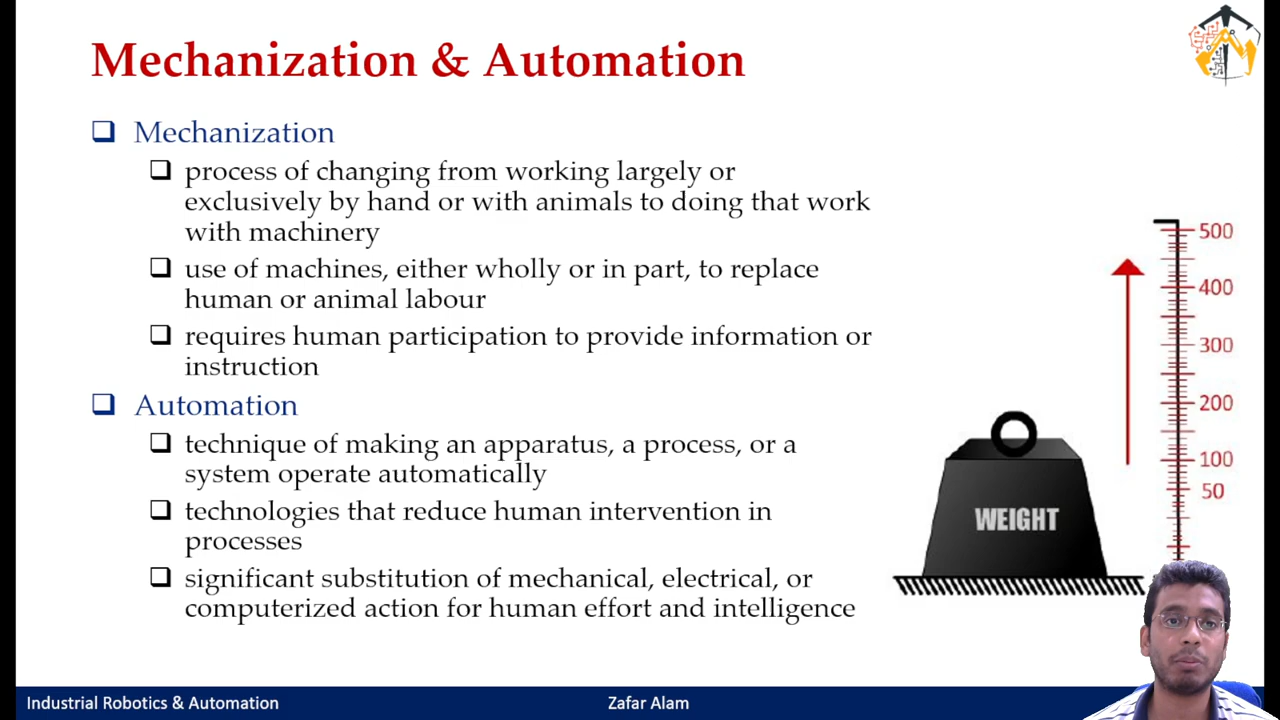 Mechanization & Automation
Mechanization
process of changing from working largely or
exclusively by hand or with animals to doing that work
with machinery
use of machines, either wholly or in part, to replace
human or animal labour
requires human participation to provide information or
instruction
Automation
technique of making an apparatus, a process, or a
system operate automatically
technologies that reduce human intervention in
processes
significant substitution of mechanical, electrical, or
computerized action for human effort and intelligence
500
400
300
200
100
50
WEIGHT
Industrial Robotics & Automation
Zafar Alam